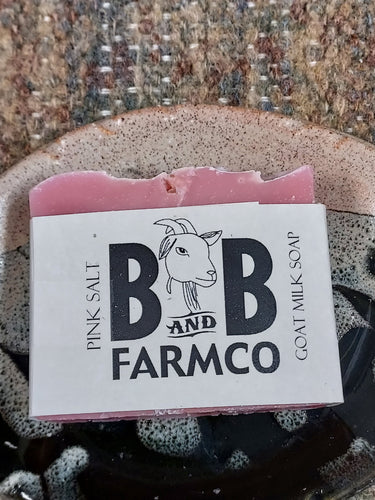 PINK SALT
B AND B
FARMCO
GOAT MILK SOAP